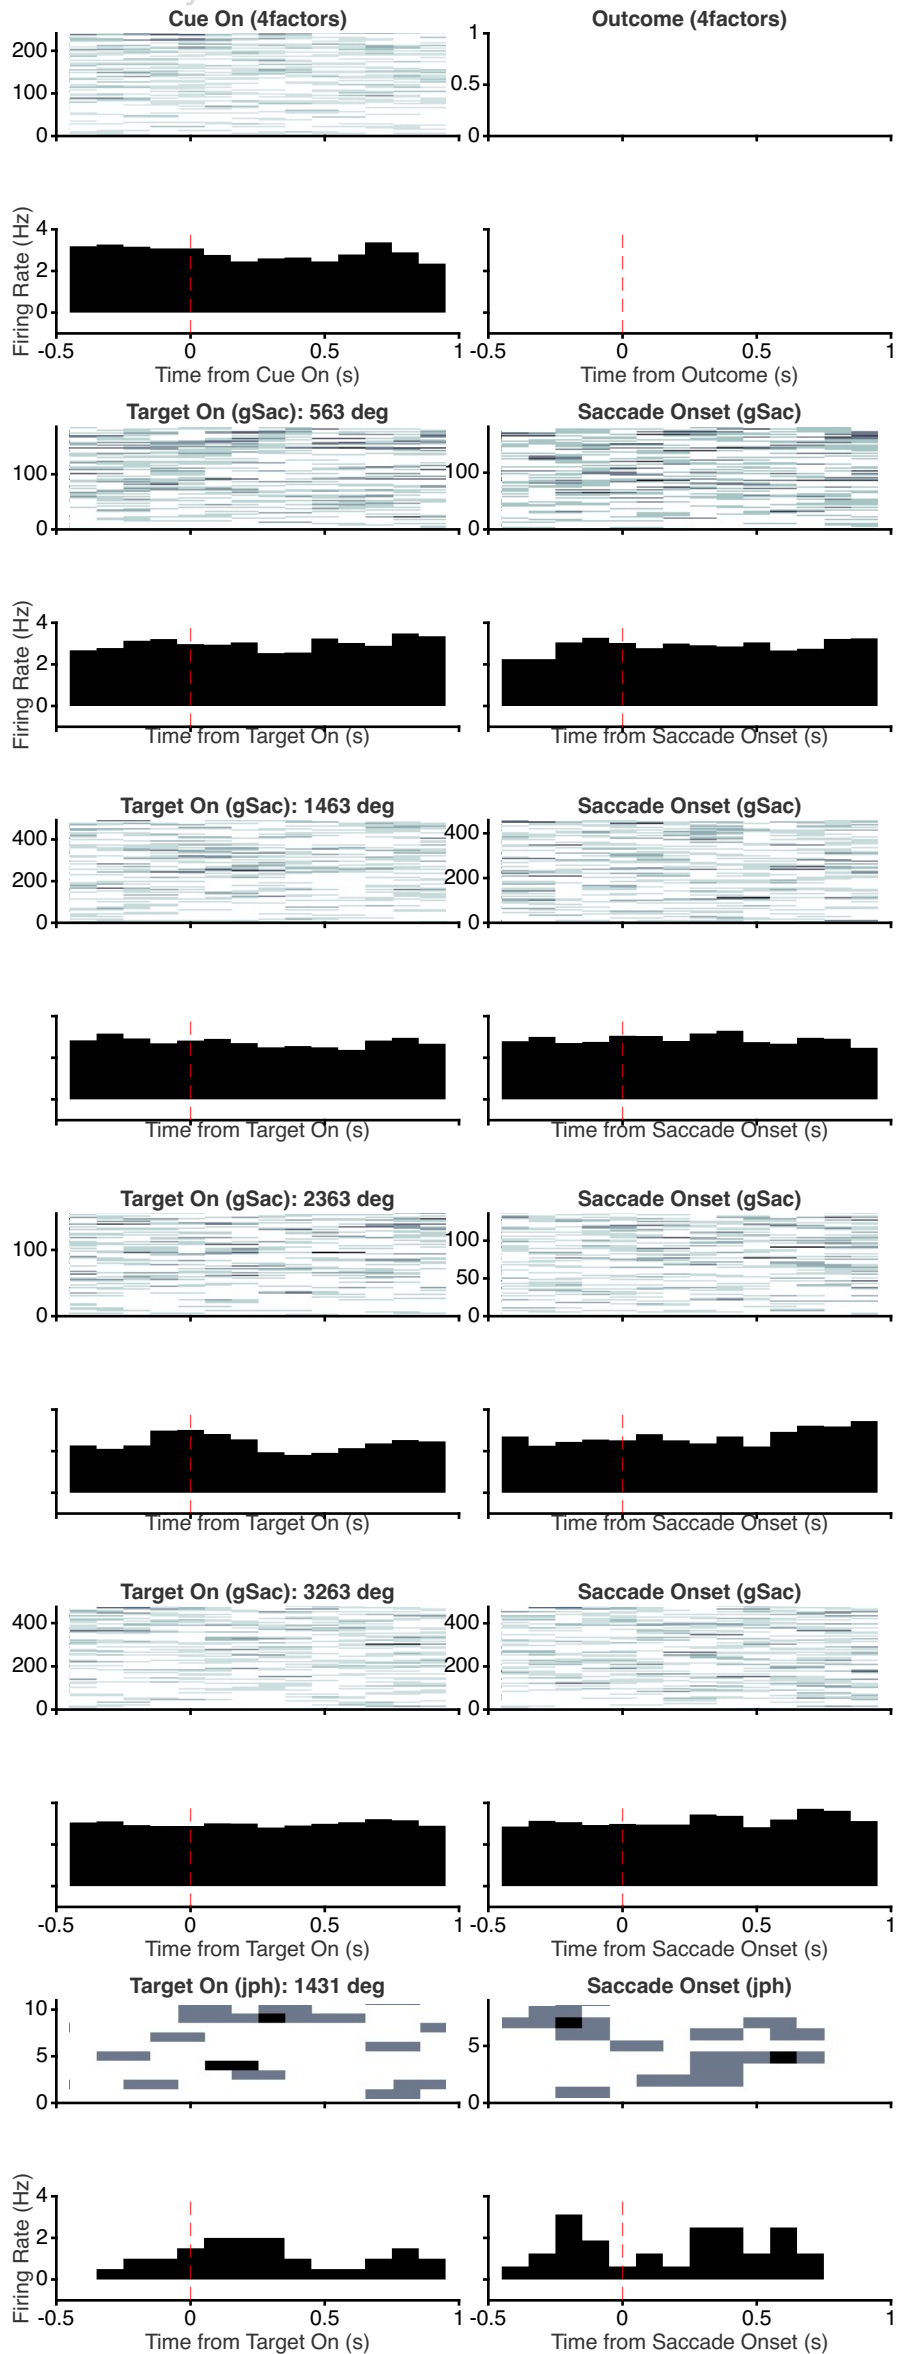 Cue On (4factors)
Outcome (4factors)
200
100
0
1
0.5
0
0
0.5
1
0
0.5
1
Firing Rate (Hz)
4
2
0
-0.5
0
0.5
1
-0.5
0
0.5
1
Time from Cue On (s)
Time from Outcome (s)
Target On (gSac): 563 deg
Saccade Onset (gSac)
100
0
100
0
Firing Rate (Hz)
4
2
0
Time from Target On (s)
Time from Saccade Onset (s)
Target On (gSac): 1463 deg
Saccade Onset (gSac)
400
200
0
400
200
0
Time from Target On (s)
Time from Saccade Onset (s)
Target On (gSac): 2363 deg
Saccade Onset (gSac)
100
0
100
50
0
Time from Target On (s)
Time from Saccade Onset (s)
Target On (gSac): 3263 deg
Saccade Onset (gSac)
400
200
0
400
200
0
-0.5
0
0.5
1
-0.5
0
0.5
1
Time from Target On (s)
Time from Saccade Onset (s)
Target On (jph): 1431 deg
Saccade Onset (jph)
10
5
0
5
0
Firing Rate (Hz)
4
2
0
-0.5
0
0.5
1
-0.5
0
0.5
1
Time from Target On (s)
Time from Saccade Onset (s)